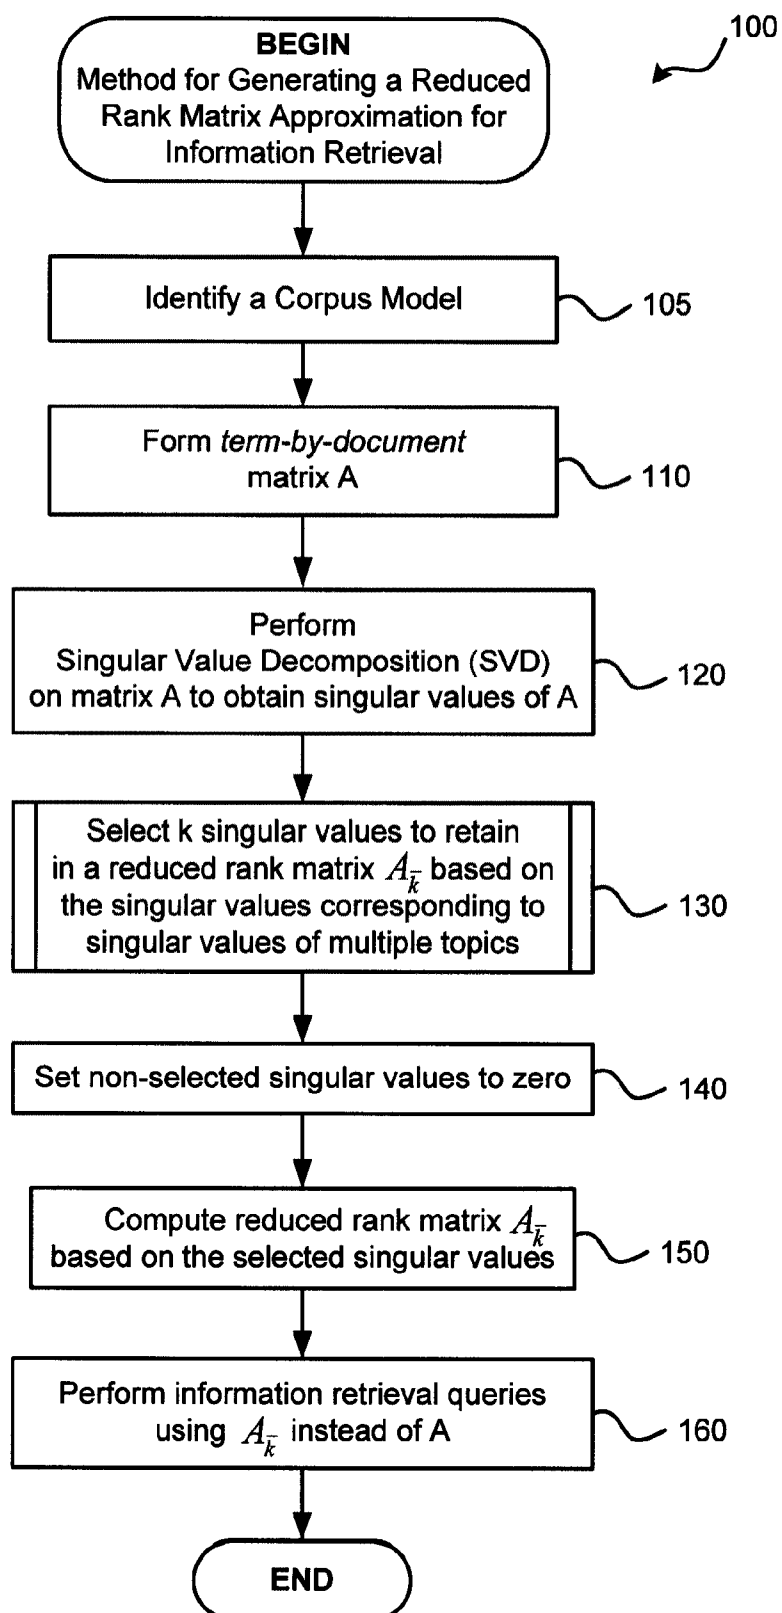 100
BEGIN
Method for Generating a Reduced
Rank Matrix Approximation for
Information Retrieval
Identify a Corpus Model
105
Form term-by-document
matrix A
110
Perform
Singular Value Decomposition (SVD)
on matrix A to obtain singular values of A
120
Select k singular values to retain
in a reduced rank matrix A_k̄ based on
the singular values corresponding to
singular values of multiple topics
130
Set non-selected singular values to zero
140
Compute reduced rank matrix A_k̄
based on the selected singular values
150
Perform information retrieval queries
using A_k̄ instead of A
160
END